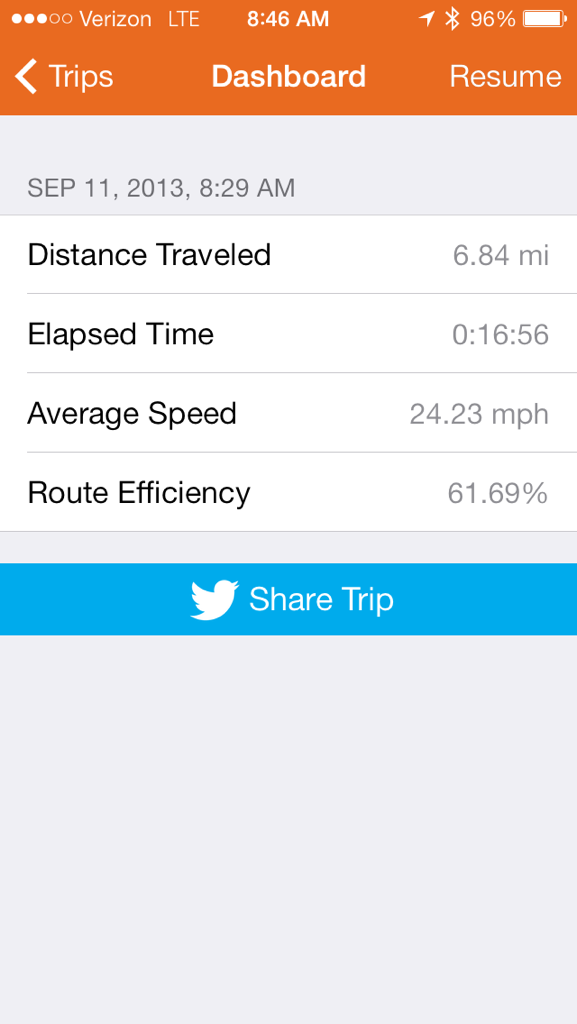 Verizon LTE 8:46 AM 96%
Trips Dashboard Resume
SEP 11, 2013, 8:29 AM
Distance Traveled 6.84 mi
Elapsed Time 0:16:56
Average Speed 24.23 mph
Route Efficiency 61.69%
Share Trip